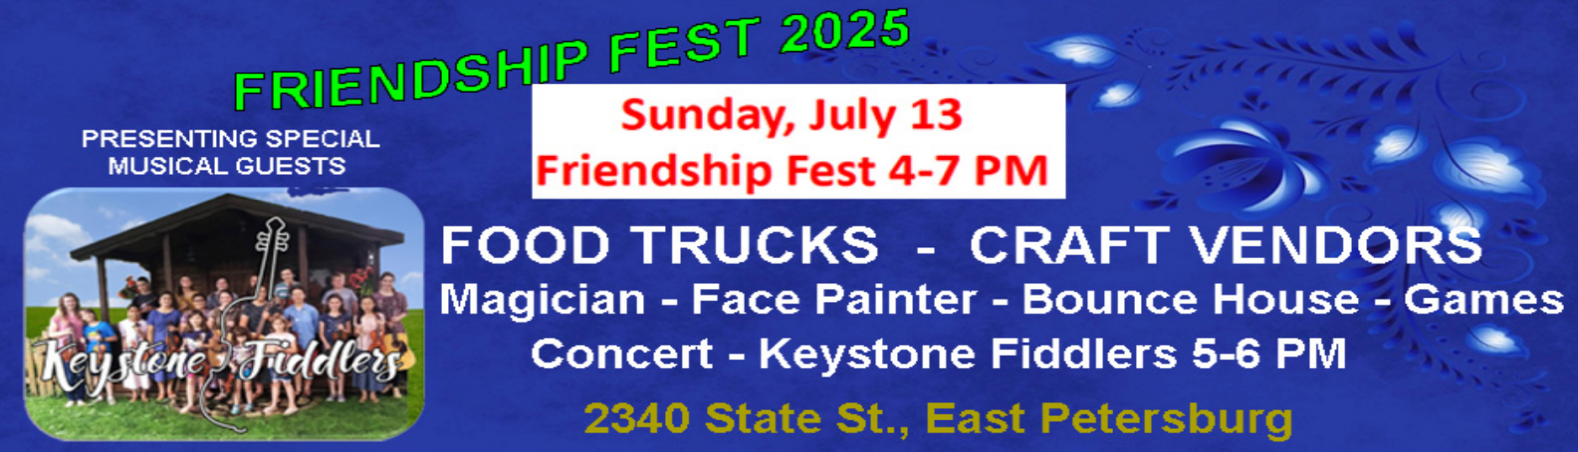 FRIENDSHIP FEST 2025
Sunday, July 13
Friendship Fest 4-7 PM
PRESENTING SPECIAL
MUSICAL GUESTS
Keystone Fiddlers
FOOD TRUCKS - CRAFT VENDORS
Magician - Face Painter - Bounce House - Games
Concert - Keystone Fiddlers 5-6 PM
2340 State St., East Petersburg